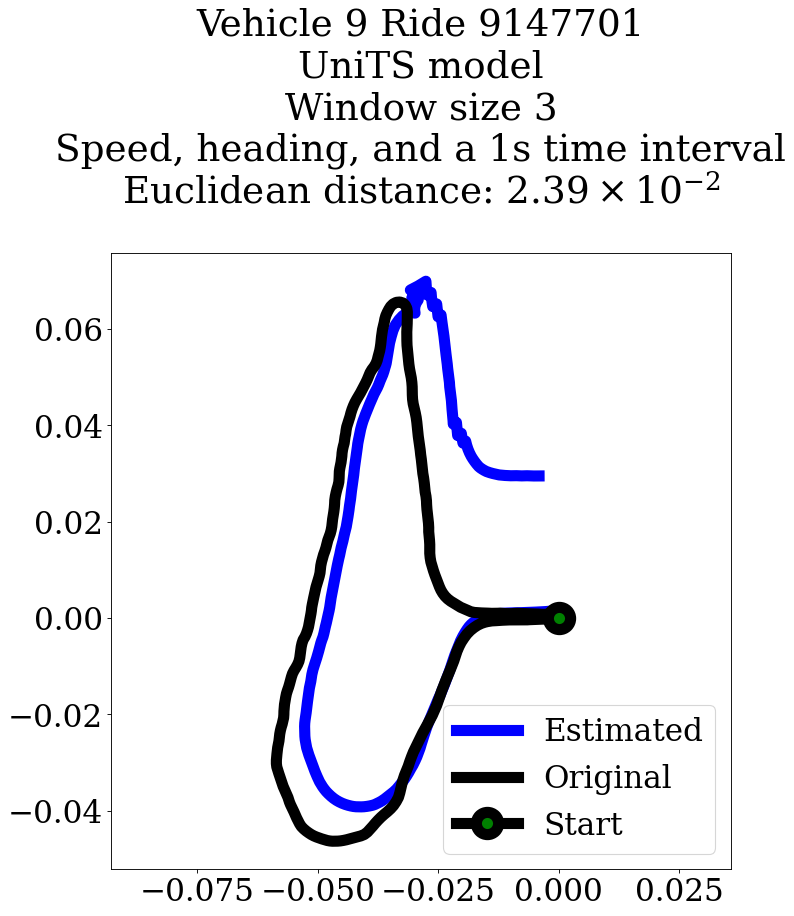 Vehicle 9 Ride 9147701
UniTS model
Window size 3
Speed, heading, and a 1s time interval
Euclidean distance: 2.39 × 10⁻²
0.06
0.04
0.02
0.00
−0.02
−0.04
Estimated
Original
Start
−0.075 −0.050 −0.025 0.000 0.025